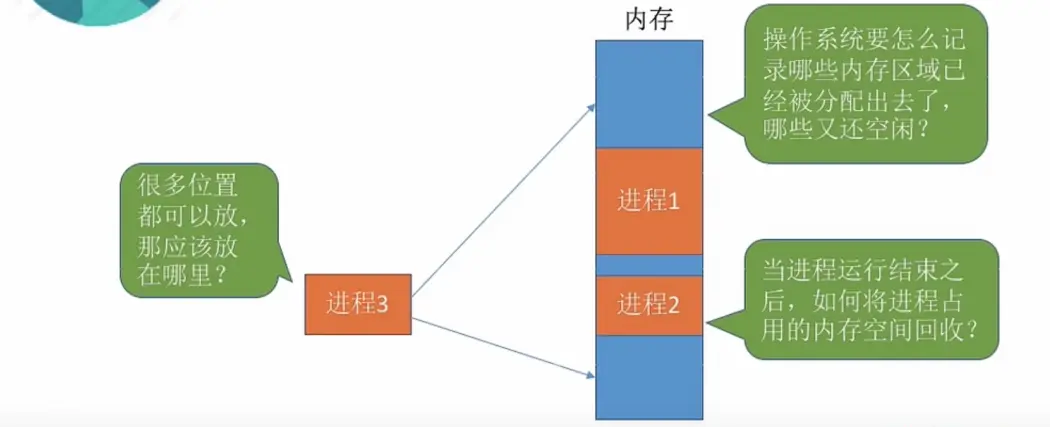 内存
操作系统要怎么记
录哪些内存区域已
经被分配出去了，
哪些又还空闲？
很多位置
都可以放，
那应该放
在哪里？
进程1
进程3
进程2
当进程运行结束之
后，如何将进程占
用的内存空间回收？